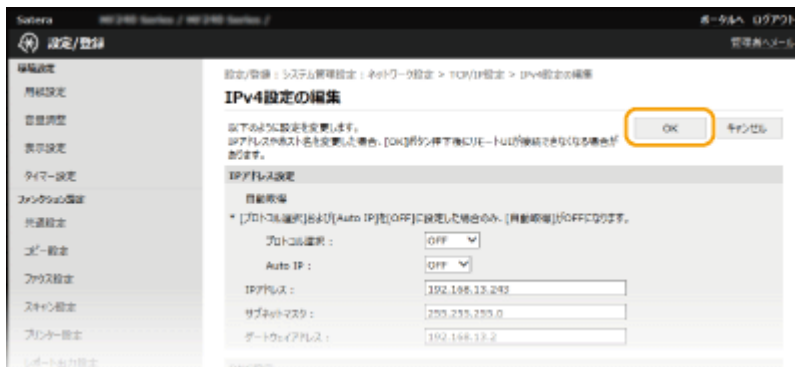 Satera MF240 Series / MF240 Series / ポータルへ ログアウト
設定/登録 管理者へメール
環境設定
用紙設定
音量調整
表示設定
タイマー設定
ファンクション設定
共通設定
コピー設定
ファクス設定
スキャン設定
プリンター設定
レポート出力設定
設定/登録 : システム管理設定 : ネットワーク設定 > TCP/IP設定 > IPv4設定の編集
IPv4設定の編集
以下のように設定を変更します。
IPアドレスやホスト名を変更した場合、[OK]ボタン押下後にリモートUIが接続できなくなる場合が
あります。
OK キャンセル
IPアドレス設定
自動取得
* [プロトコル選択]および[Auto IP]を[OFF]に設定した場合のみ、[自動取得]がOFFになります。
プロトコル選択 : OFF
Auto IP : OFF
IPアドレス : 192.168.13.243
サブネットマスク : 255.255.255.0
ゲートウェイアドレス : 192.168.13.2